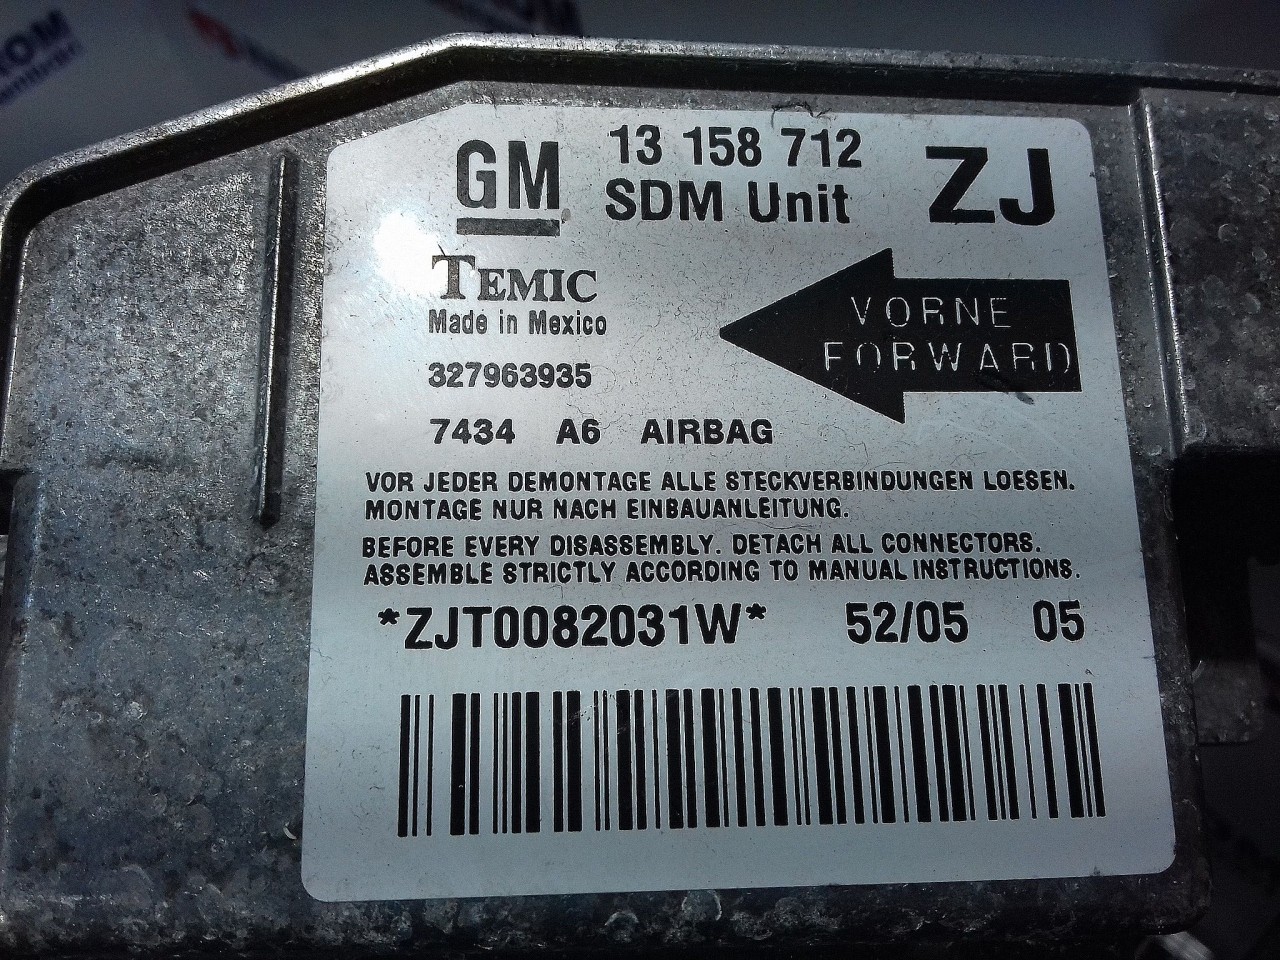 GM
13 158 712
SDM Unit
ZJ
TEMIC
Made in Mexico
327963935
7434 A6 AIRBAG
VORNE
FORWARD
VOR JEDER DEMONTAGE ALLE STECKVERBINDUNGEN LOESEN.
MONTAGE NUR NACH EINBAUANLEITUNG.
BEFORE EVERY DISASSEMBLY. DETACH ALL CONNECTORS.
ASSEMBLE STRICTLY ACCORDING TO MANUAL INSTRUCTIONS.
*ZJT0082031W* 52/05 05